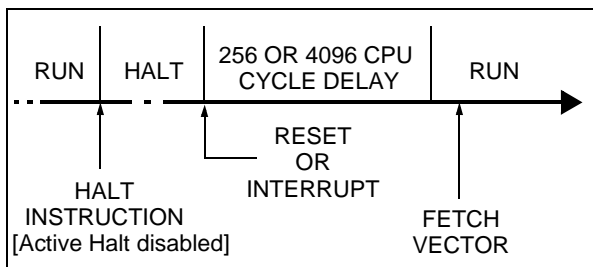 RUN
HALT
256 OR 4096 CPU
CYCLE DELAY
RUN
RESET
OR
INTERRUPT
HALT
INSTRUCTION
[Active Halt disabled]
FETCH
VECTOR